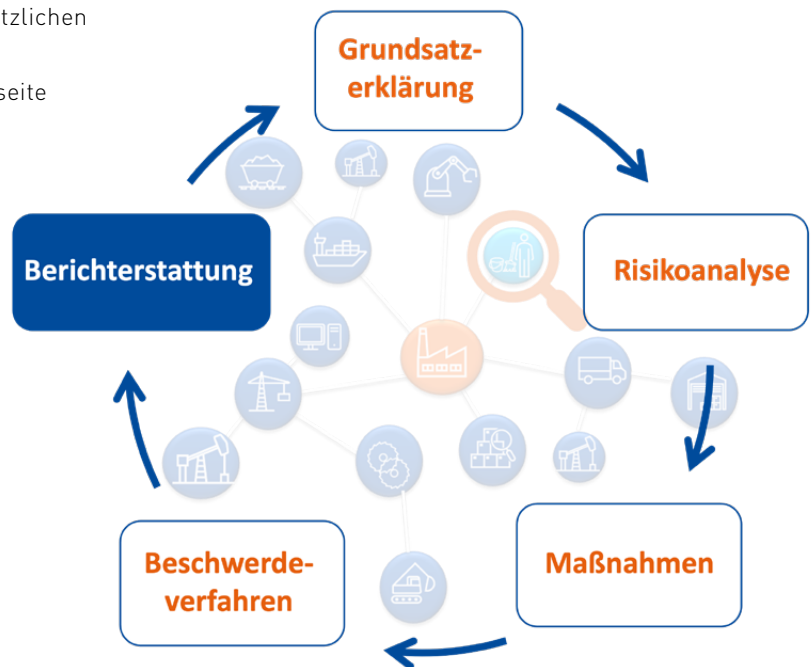 tzlichen
seite
Grundsatz-
erklärung
Risikoanalyse
Maßnahmen
Beschwerde-
verfahren
Berichterstattung